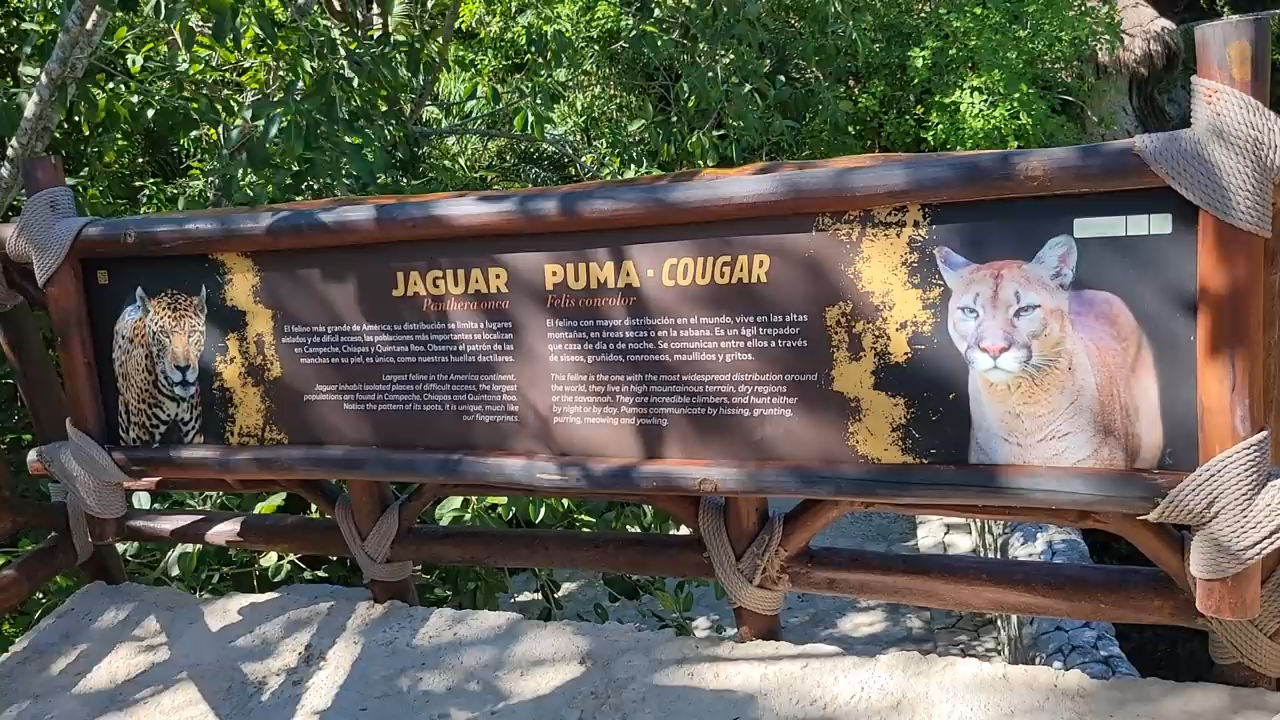 JAGUAR
Panthera onca
El felino más grande de América; su distribución se limita a lugares
aislados y de difícil acceso, las poblaciones más importantes se localizan
en Campeche, Chiapas y Quintana Roo. Observa el patrón de las
manchas en su piel, es único, como nuestras huellas dactilares.
Largest feline in the America continent.
Jaguar inhabit isolated places of difficult access, the largest
populations are found in Campeche, Chiapas and Quintana Roo.
Notice the pattern of its spots, it is unique, much like
our fingerprints.
PUMA · COUGAR
Felis concolor
El felino con mayor distribución en el mundo, vive en las altas
montañas, en áreas secas o en la sabana. Es un ágil trepador
que caza de día o de noche. Se comunican entre ellos a través
de siseos, gruñidos, ronroneos, maullidos y gritos.
This feline is the one with the most widespread distribution around
the world, they live in high mountainous terrain, dry regions
or the savannah. They are incredible climbers, and hunt either
by night or by day. Pumas communicate by hissing, grunting,
purring, meowing and yowling.